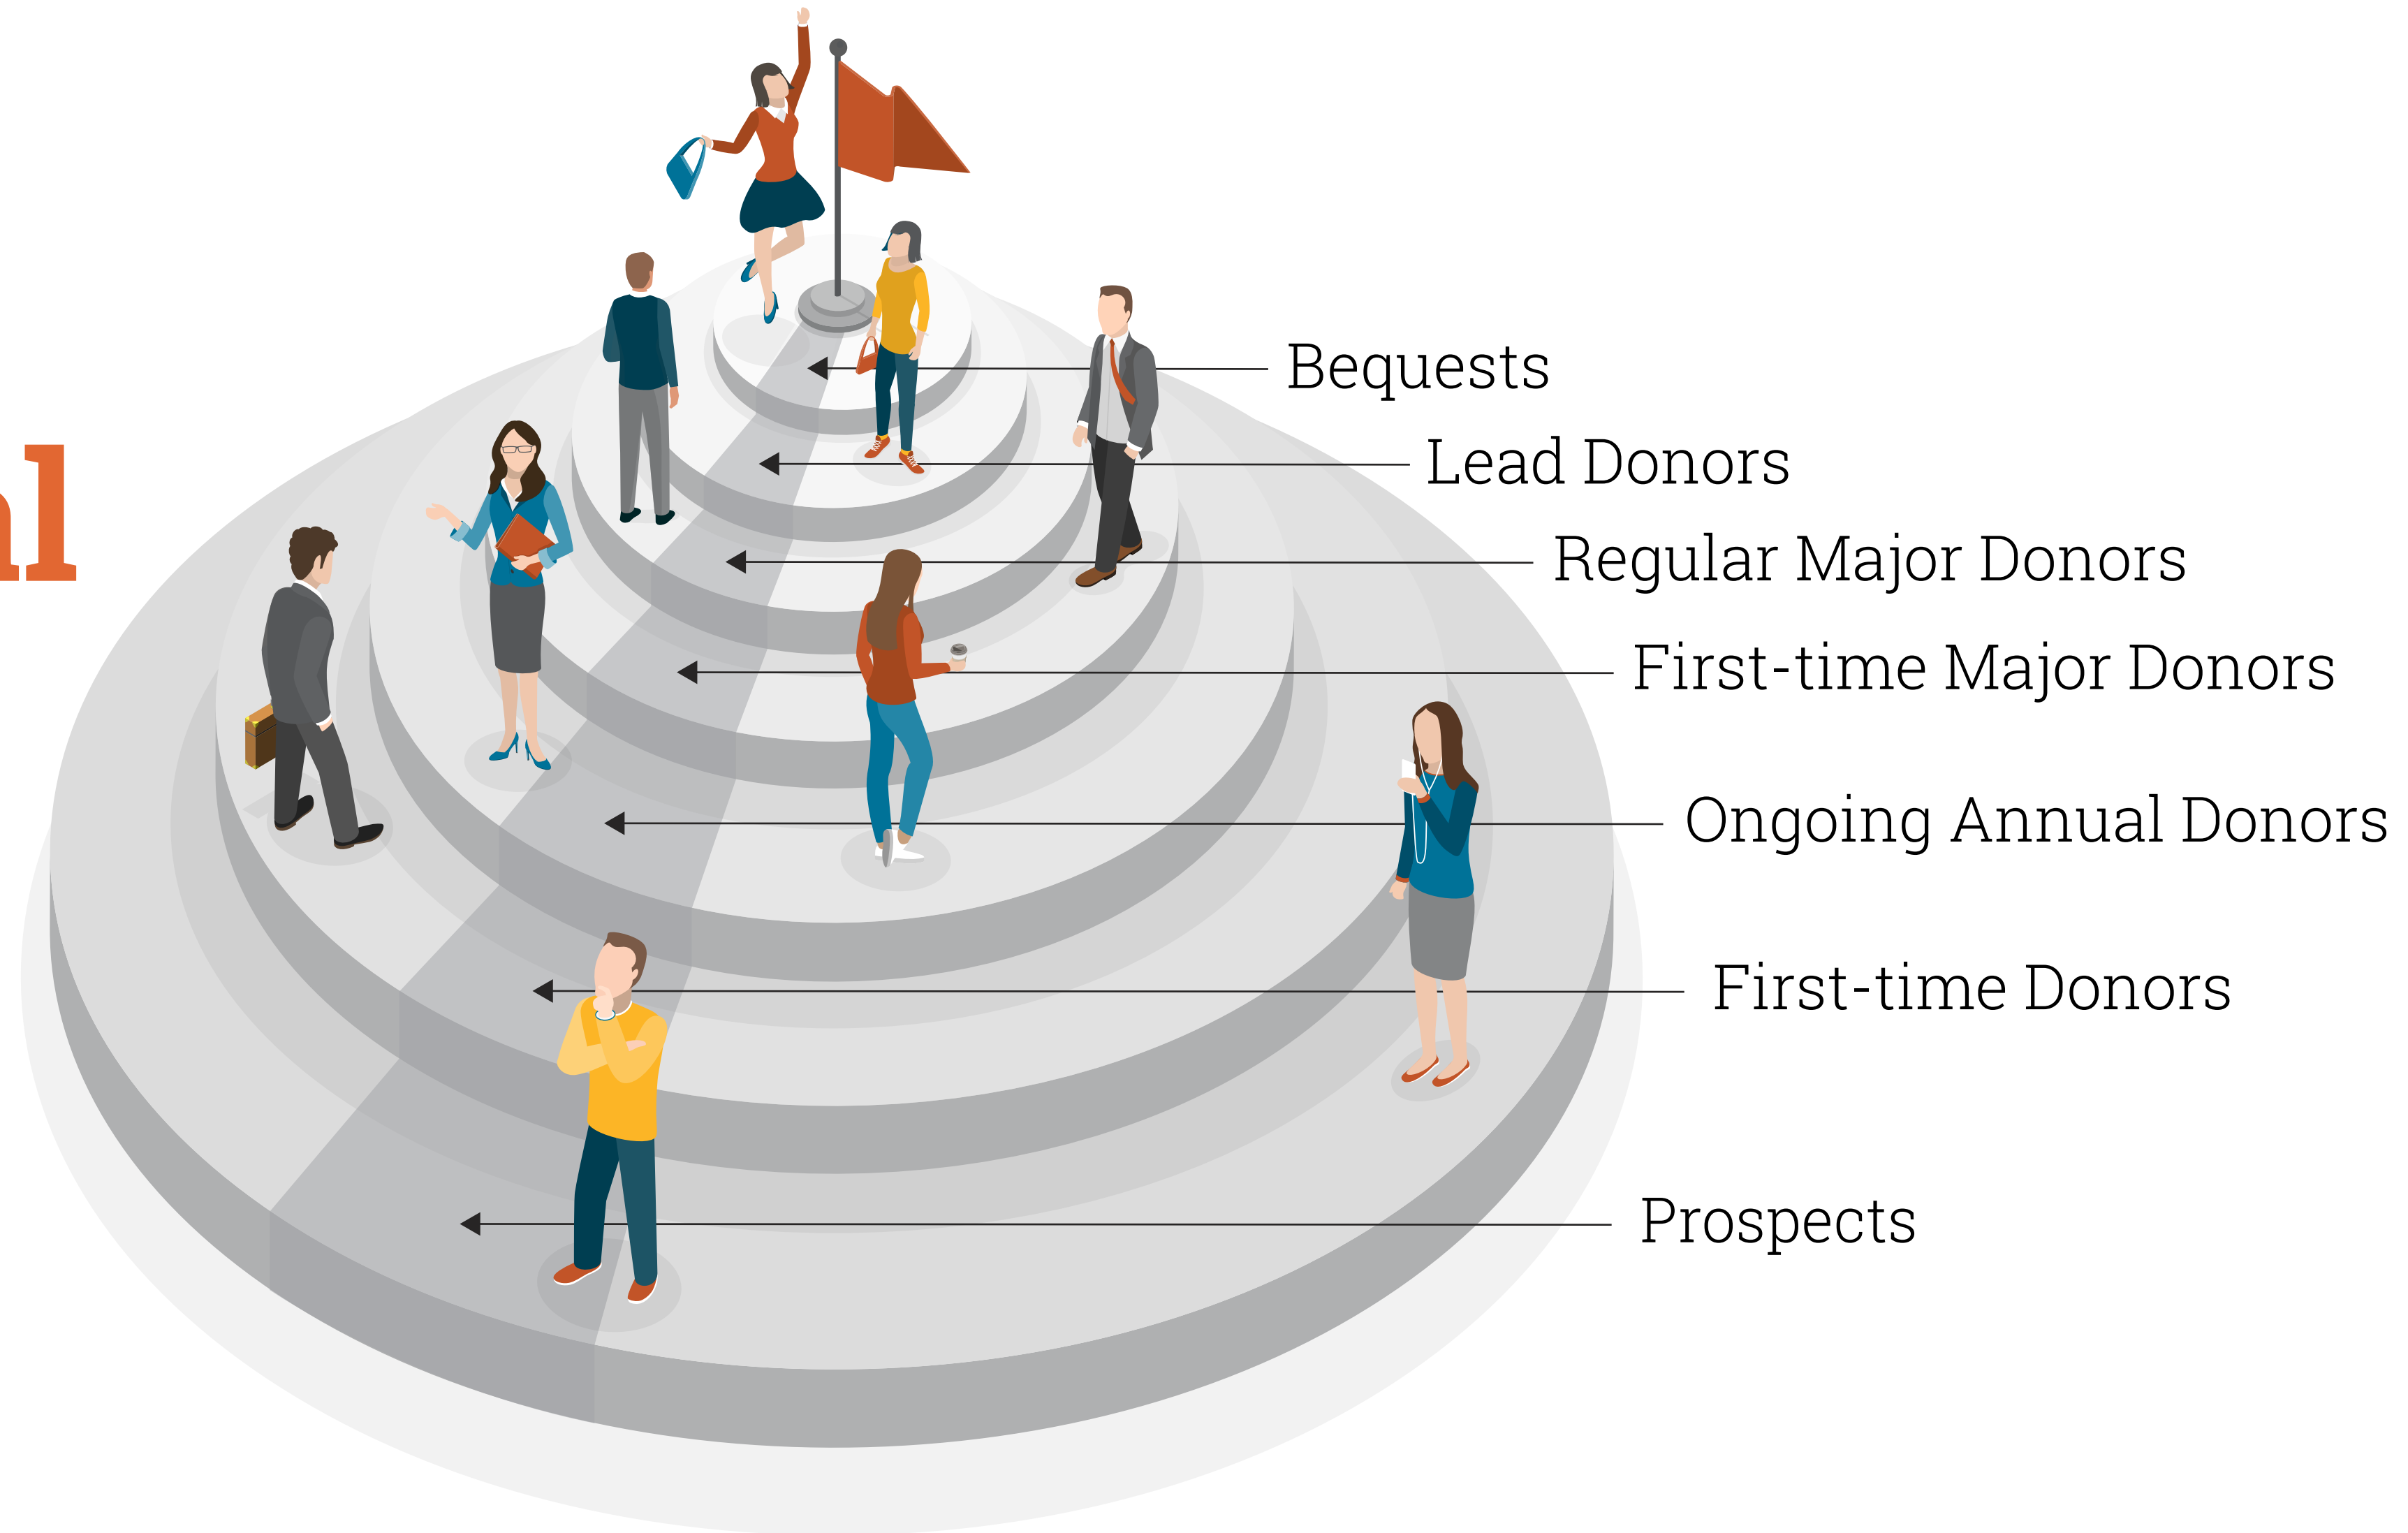 Bequests
Lead Donors
Regular Major Donors
First-time Major Donors
Ongoing Annual Donors
First-time Donors
Prospects